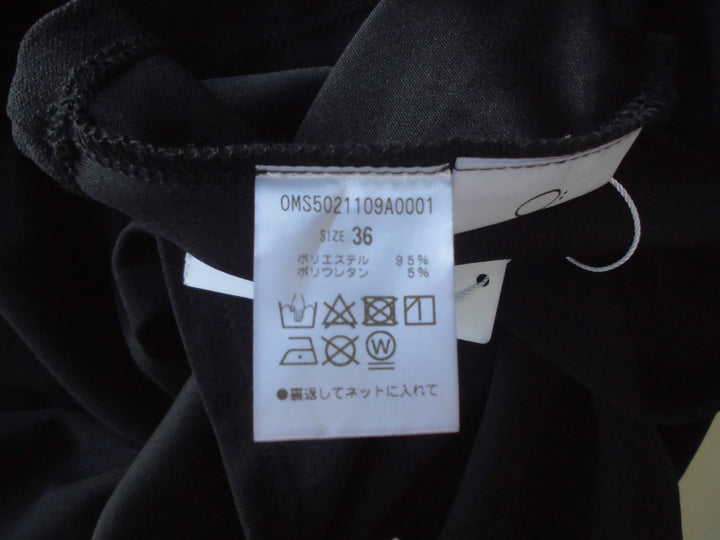 OMS5021109A0001
SIZE 36
ポリエステル 95%
ポリウレタン 5%
W
●裏返してネットに入れて